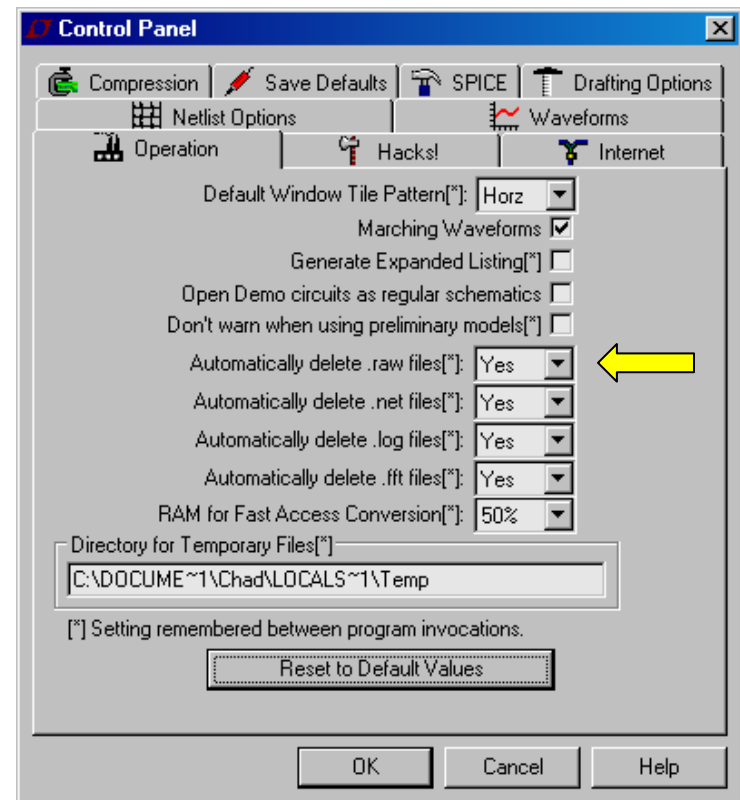 Control Panel
Compression Save Defaults SPICE Drafting Options
Netlist Options Waveforms
Operation Hacks! Internet
Default Window Tile Pattern[*]: Horz
Marching Waveforms
Generate Expanded Listing[*]
Open Demo circuits as regular schematics
Don't warn when using preliminary models[*]
Automatically delete .raw files[*]: Yes
Automatically delete .net files[*]: Yes
Automatically delete .log files[*]: Yes
Automatically delete .fft files[*]: Yes
RAM for Fast Access Conversion[*]: 50%
Directory for Temporary Files[*]
C:\DOCUME~1\Chad\LOCALS~1\Temp
[*] Setting remembered between program invocations.
Reset to Default Values
OK Cancel Help